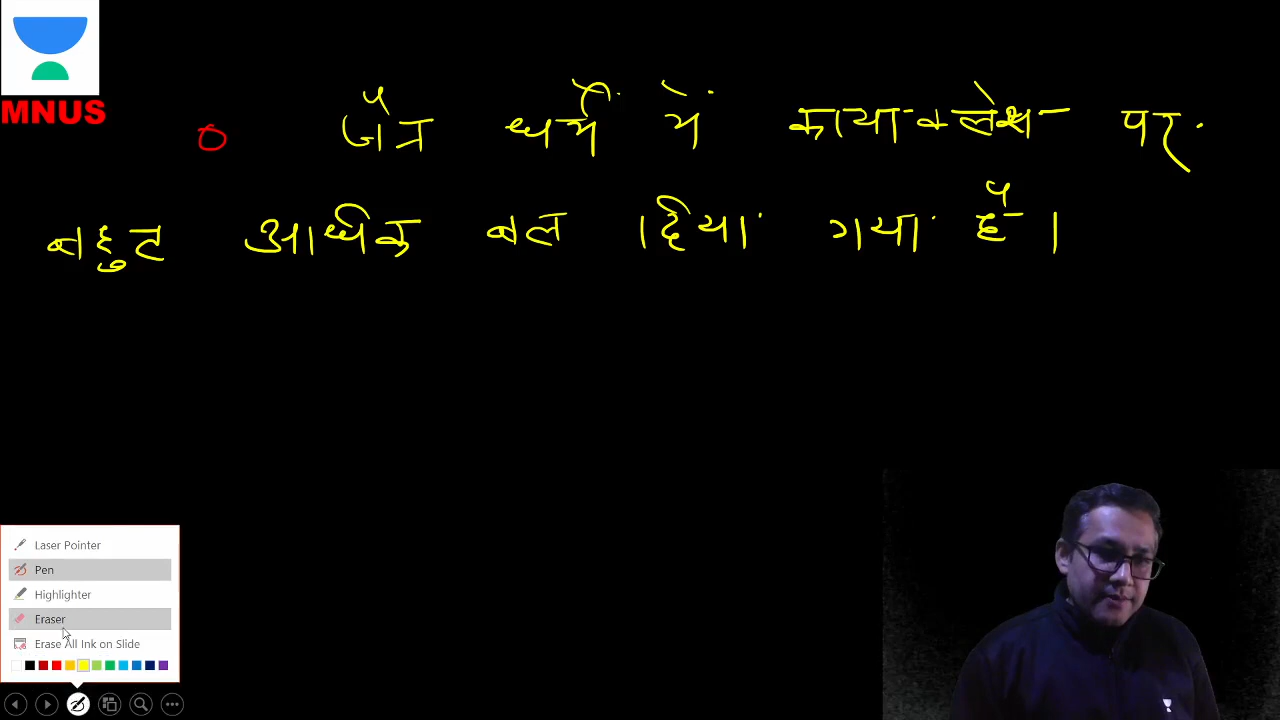 MNUS
जैन धर्म में काया-क्लेश पर
बहुत अधिक बल दिया गया है।
Laser Pointer
Pen
Highlighter
Eraser
Erase All Ink on Slide